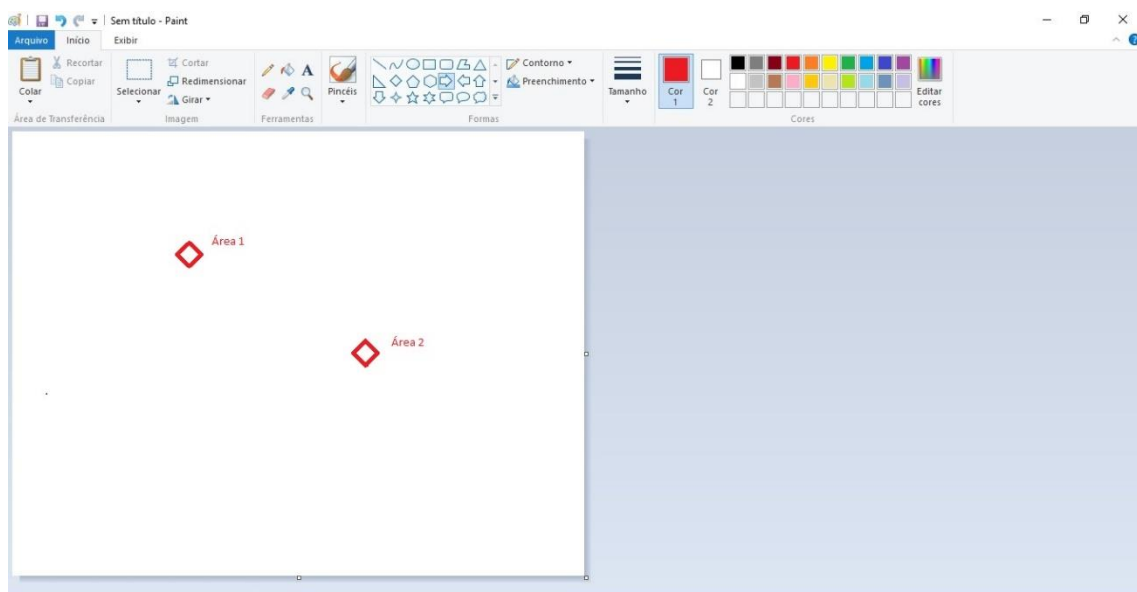 Sem título - Paint
Arquivo Início Exibir
Colar
Recortar
Copiar
Área de Transferência
Selecionar
Cortar
Redimensionar
Girar
Imagem
A
Ferramentas
Pincéis
Contorno
Preenchimento
Formas
Tamanho
Cor 1
Cor 2
Editar cores
Cores
Área 1
Área 2